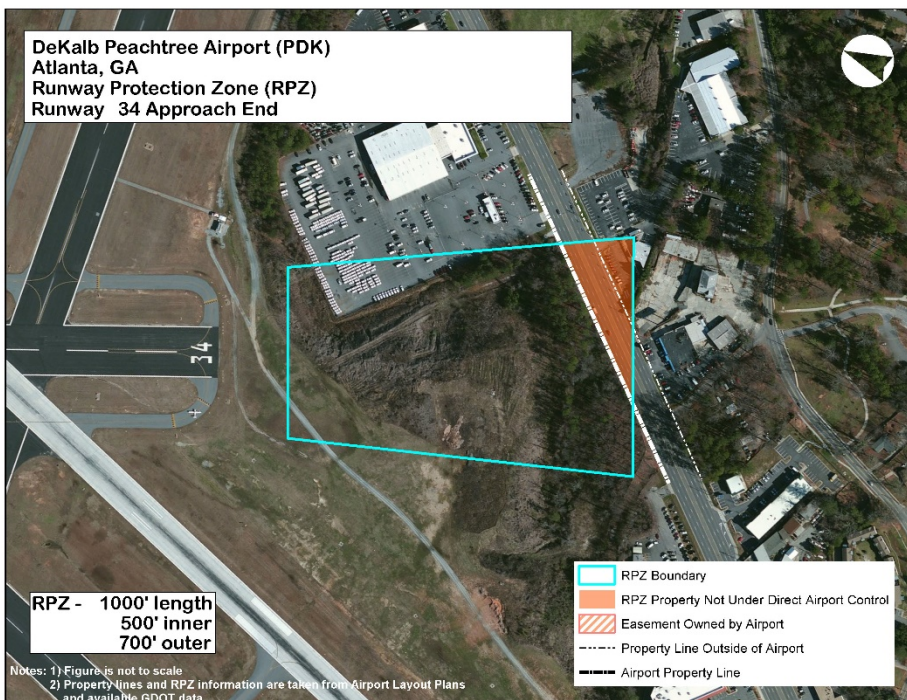 DeKalb Peachtree Airport (PDK)
Atlanta, GA
Runway Protection Zone (RPZ)
Runway 34 Approach End
34
RPZ - 1000' length
500' inner
700' outer
RPZ Boundary
RPZ Property Not Under Direct Airport Control
Easement Owned by Airport
Property Line Outside of Airport
Airport Property Line
Notes: 1) Figure is not to scale
2) Property lines and RPZ information are taken from Airport Layout Plans
and available GDOT data